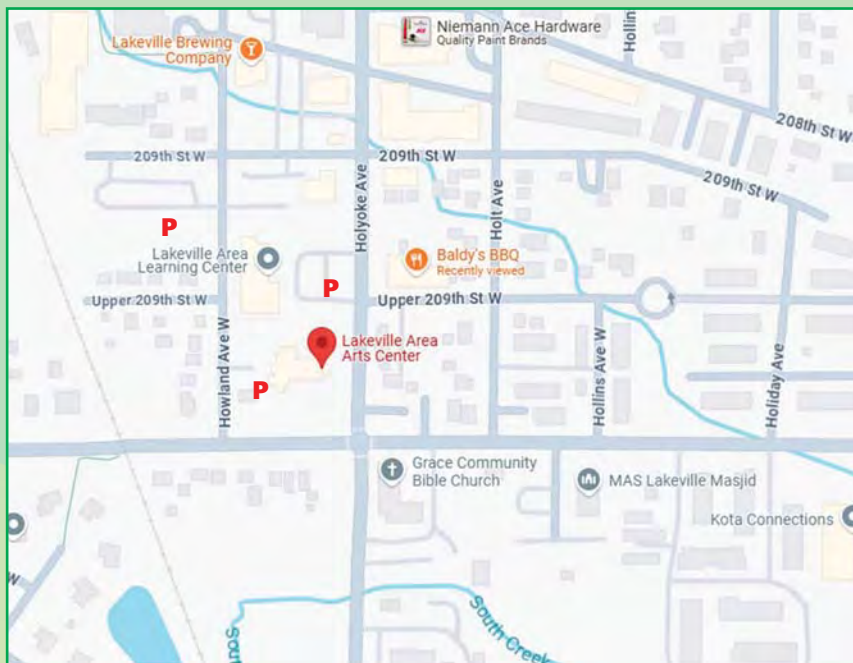 Lakeville Brewing
Company
Niemann Ace Hardware
Quality Paint Brands
Hollin
208th St W
209th St W
209th St W
209th St W
Holyoke Ave
Holt Ave
P
Lakeville Area
Learning Center
Baldy's BBQ
Recently viewed
P
Upper 209th St W
Upper 209th St W
Howland Ave W
Lakeville Area
Arts Center
Hollins Ave W
Holiday Ave
P
Grace Community
Bible Church
MAS Lakeville Masjid
Kota Connections
W
Sout
South Creek